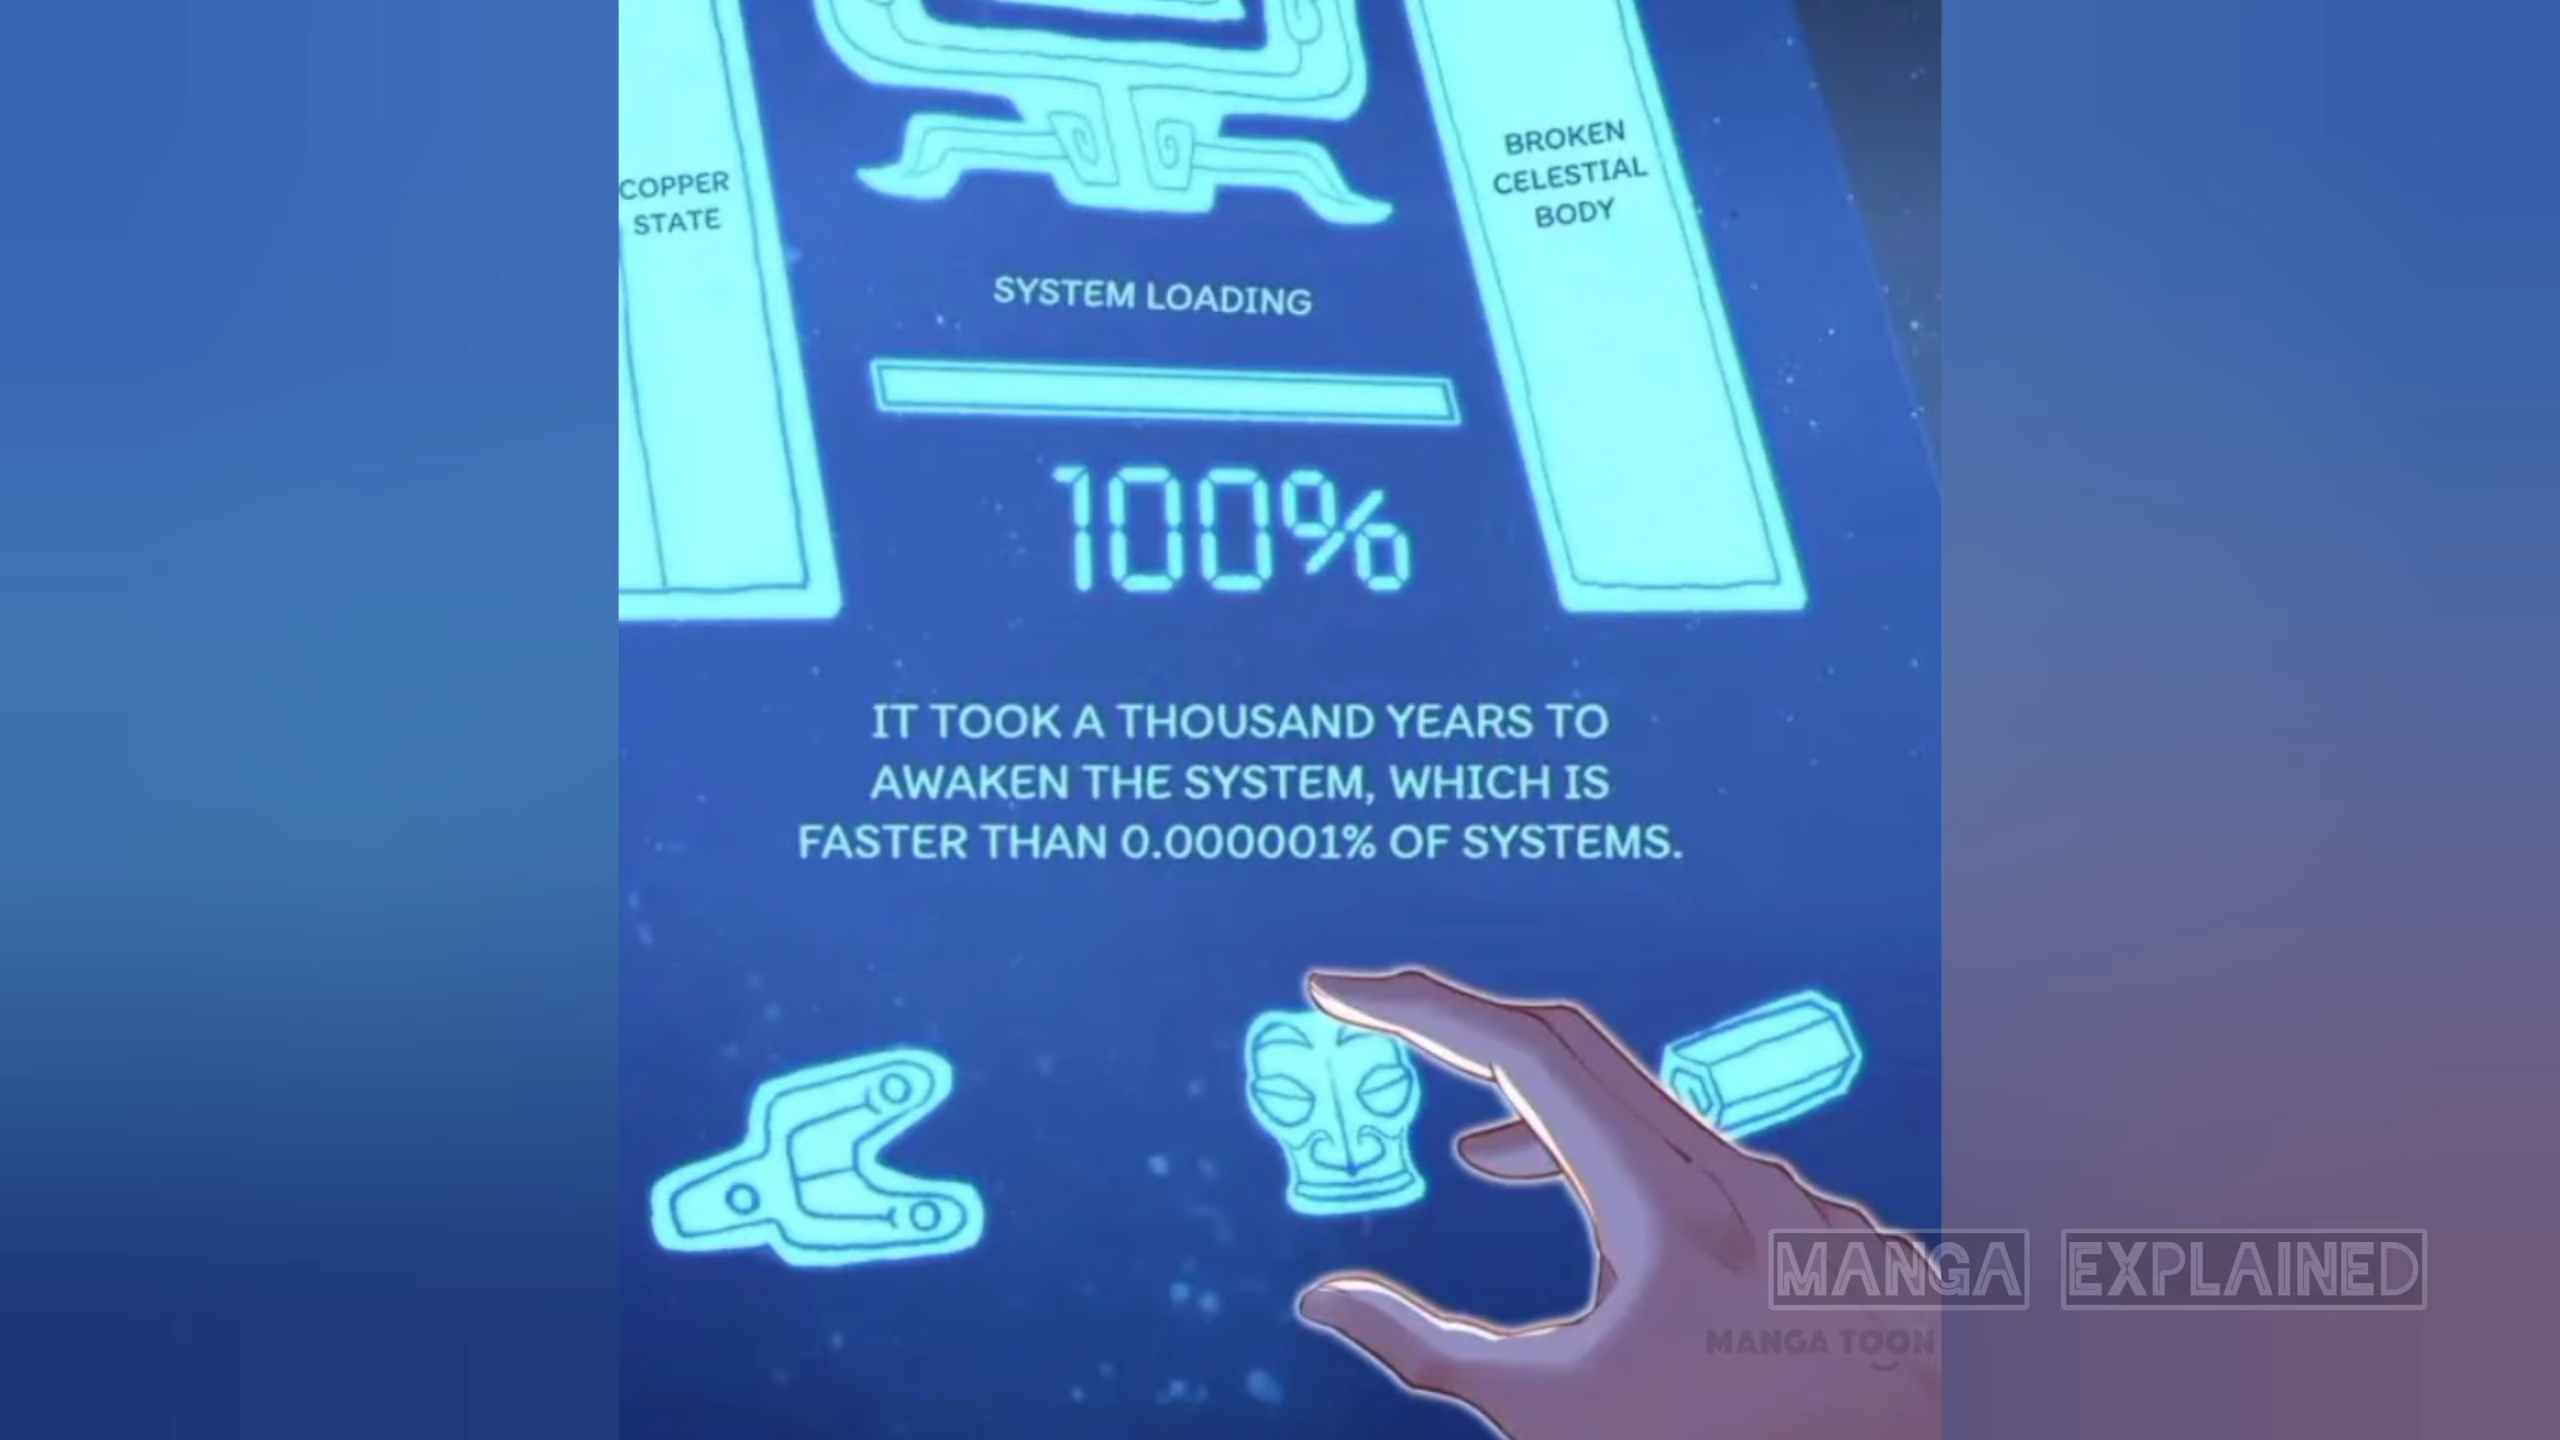 COPPER
STATE
BROKEN
CELESTIAL
BODY
SYSTEM LOADING
100%
IT TOOK A THOUSAND YEARS TO
AWAKEN THE SYSTEM, WHICH IS
FASTER THAN 0.000001% OF SYSTEMS.
MANGA EXPLAINED
MANGA TOON